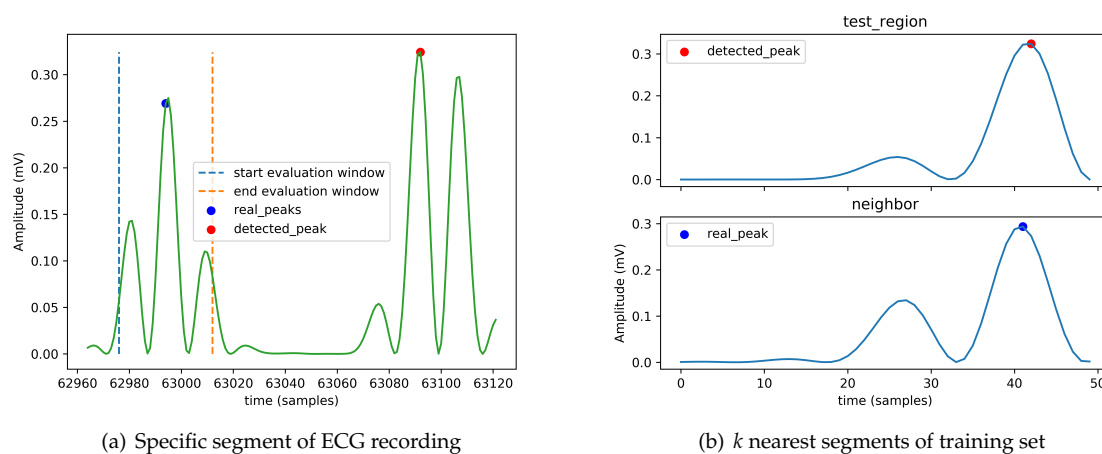 Amplitude (mV)
0.30
0.25
0.20
0.15
0.10
0.05
0.00
start evaluation window
end evaluation window
real_peaks
detected_peak
62960 62980 63000 63020 63040 63060 63080 63100 63120
time (samples)
(a) Specific segment of ECG recording
test_region
detected_peak
0.3
0.2
0.1
0.0
neighbor
real_peak
Amplitude (mV)
0.3
0.2
0.1
0.0
0 10 20 30 40 50
time (samples)
(b) k nearest segments of training set